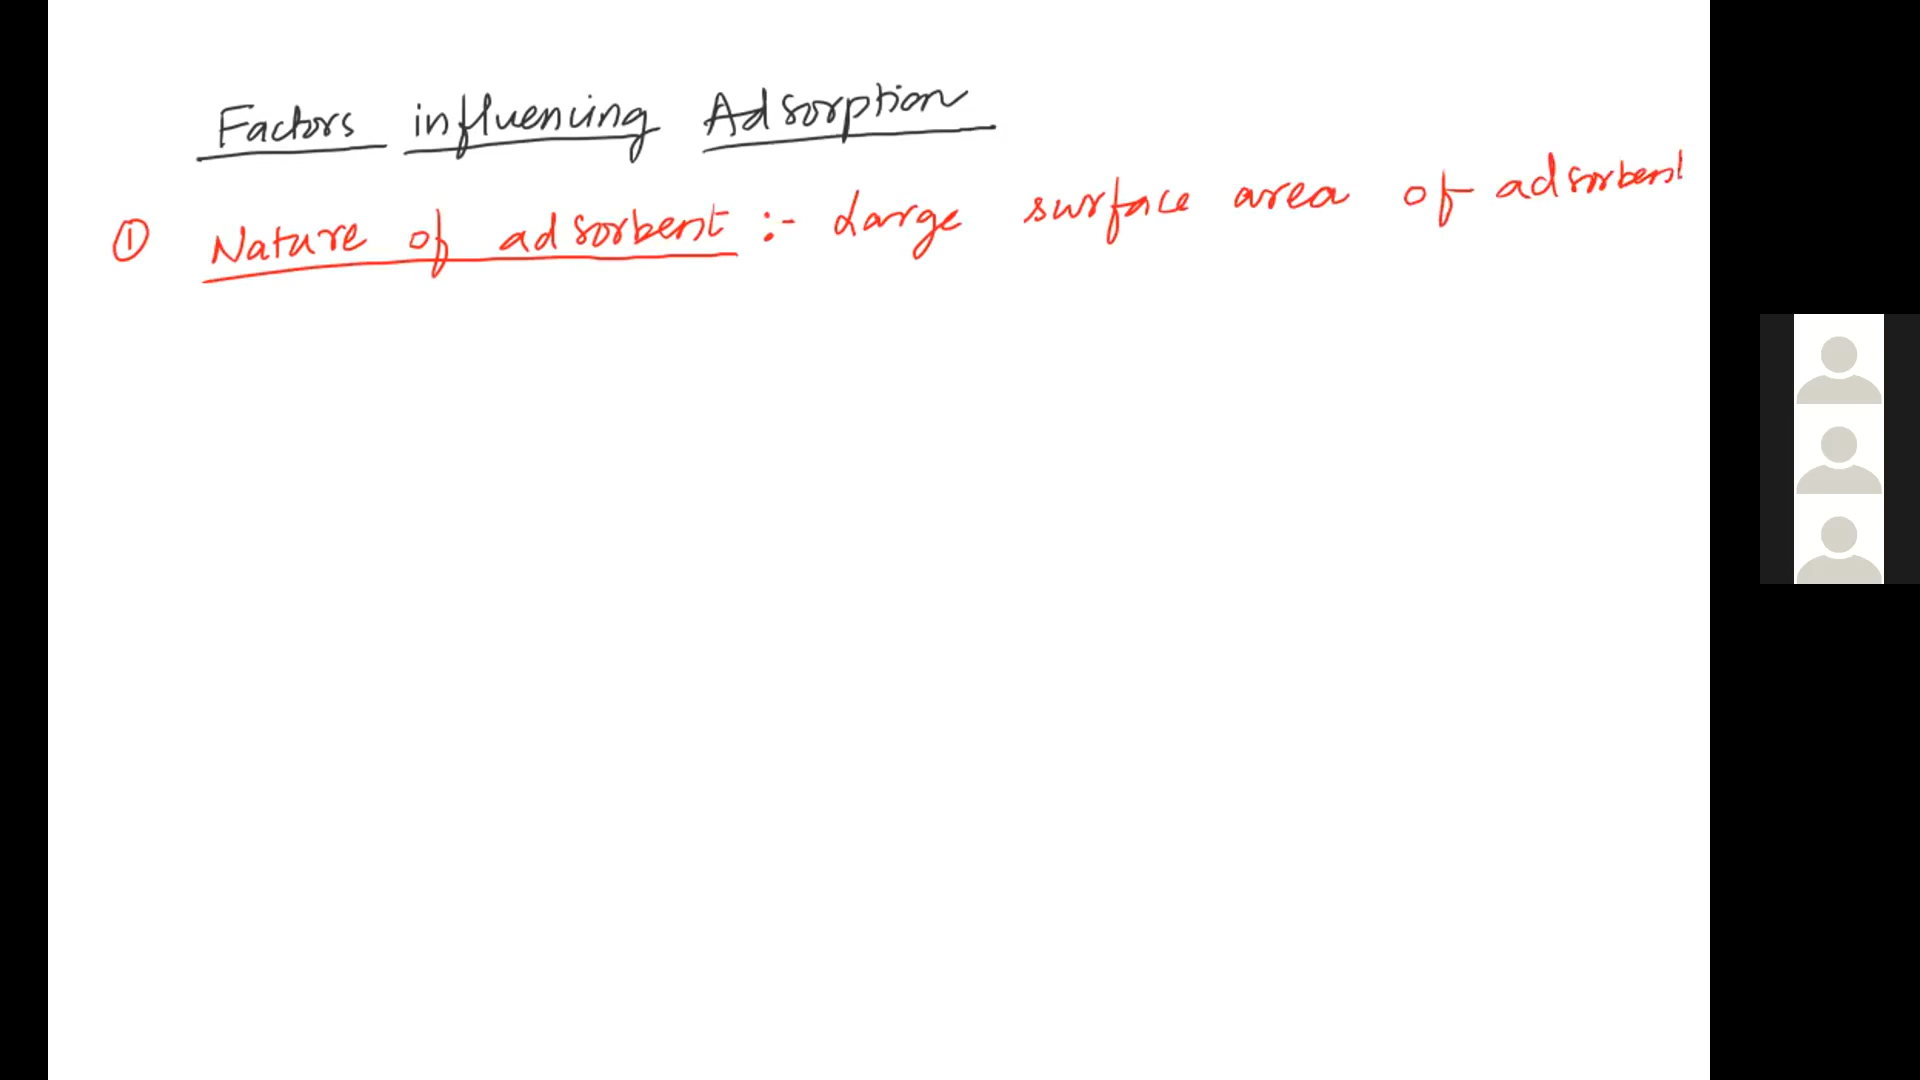 Factors influencing Adsorption
① Nature of adsorbent :- Large surface area of adsorbent